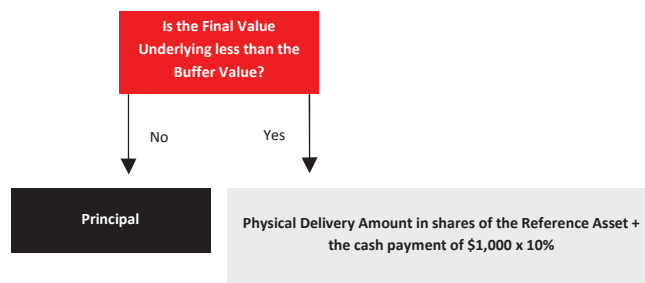 Is the Final Value
Underlying less than the
Buffer Value?
No
Yes
Principal
Physical Delivery Amount in shares of the Reference Asset +
the cash payment of $1,000 x 10%